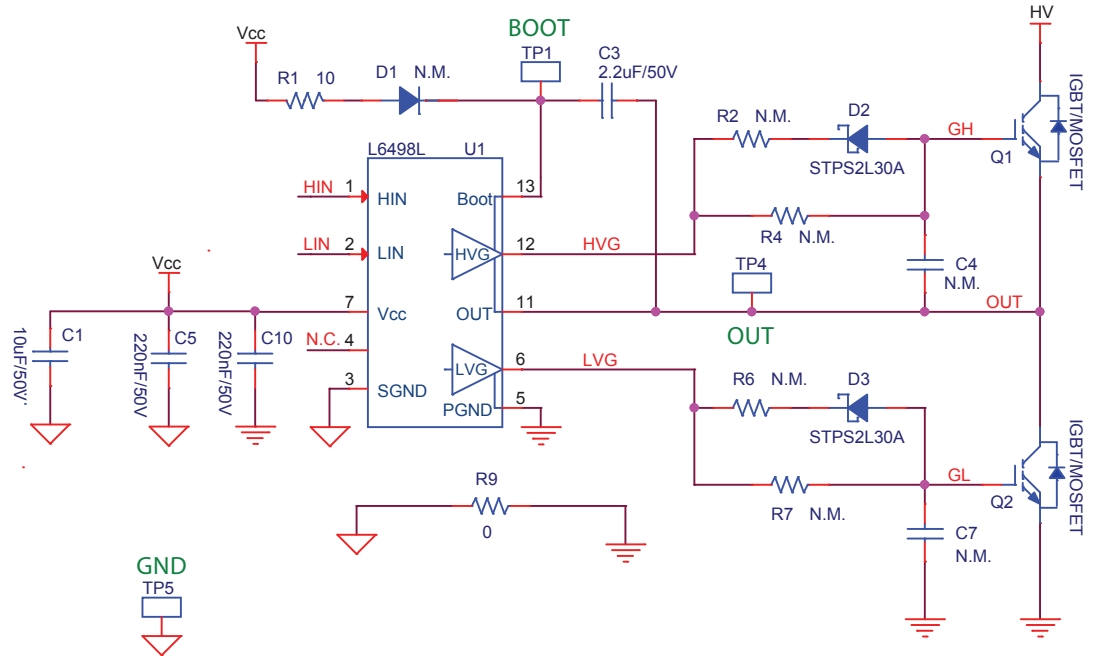 BOOT
HV
Vcc
TP1
C3
2.2uF/50V
R1 10
D1 N.M.
IGBT/MOSFET
R2 N.M.
D2
GH
STPS2L30A
Q1
L6498L U1
HIN 1 HIN
Boot 13
R4 N.M.
LIN 2 LIN
HVG 12 HVG
TP4
C4
N.M.
Vcc
7 Vcc
OUT 11
OUT
OUT
C1
10uF/50V'
C5
220nF/50V
C10
220nF/50V
N.C. 4
LVG 6 LVG
3 SGND
PGND 5
R6 N.M.
D3
STPS2L30A
IGBT/MOSFET
GL
Q2
R7 N.M.
R9
0
C7
N.M.
GND
TP5